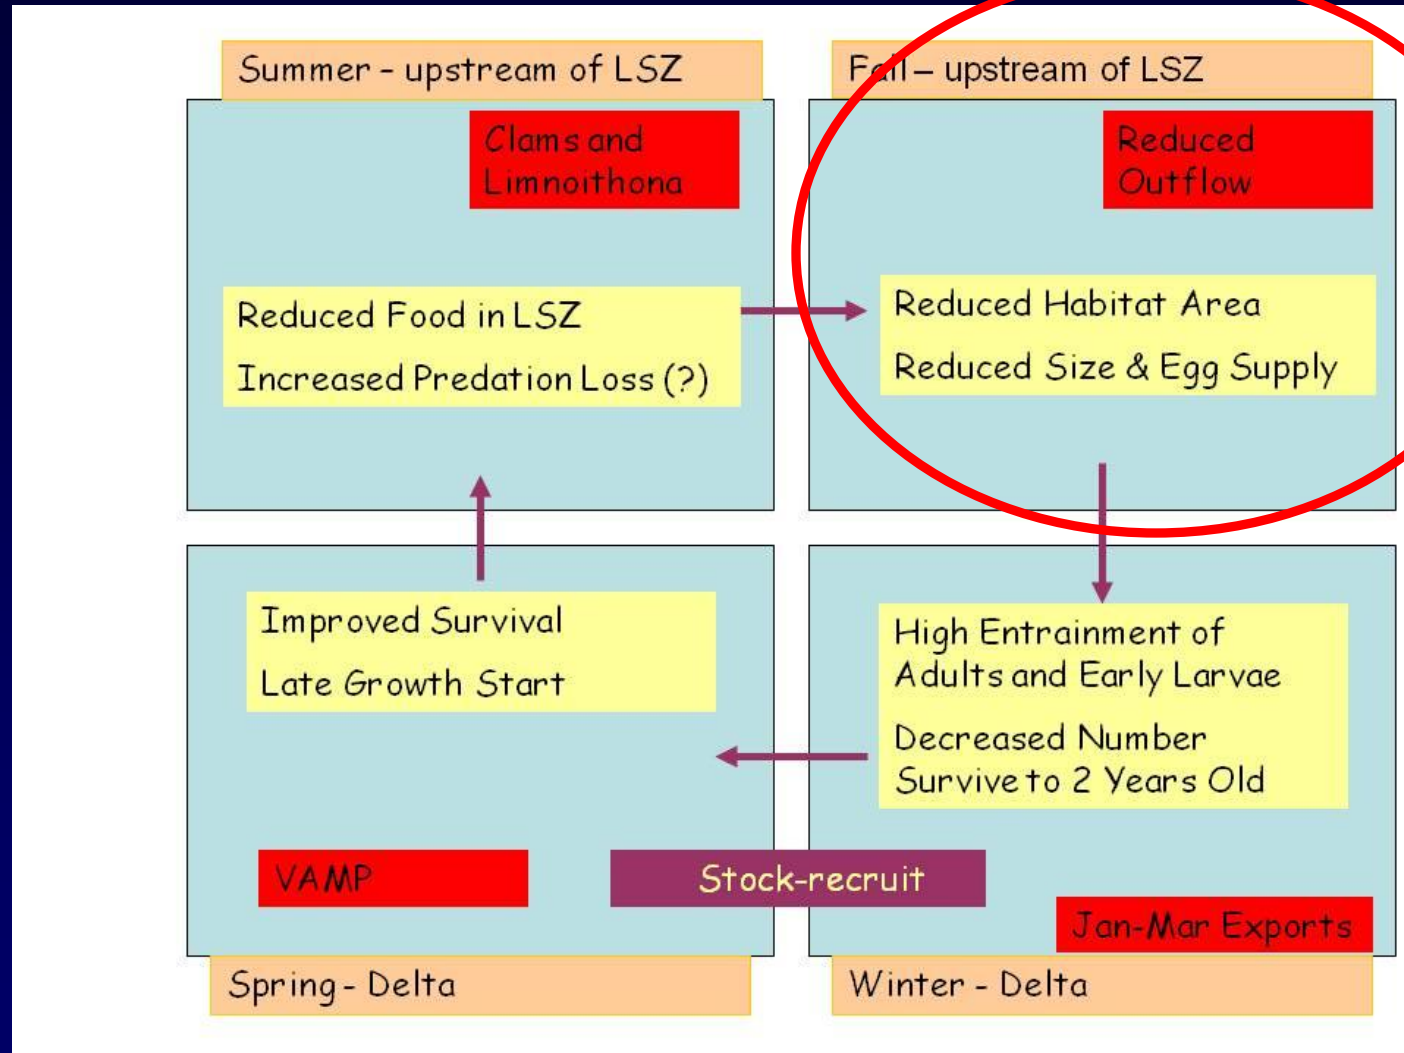 Summer - upstream of LSZ
Clams and
Limnoithona
Reduced Food in LSZ
Increased Predation Loss (?)
Fall – upstream of LSZ
Reduced
Outflow
Reduced Habitat Area
Reduced Size & Egg Supply
Improved Survival
Late Growth Start
VAMP
Spring - Delta
High Entrainment of
Adults and Early Larvae
Decreased Number
Survive to 2 Years Old
Stock-recruit
Jan-Mar Exports
Winter - Delta